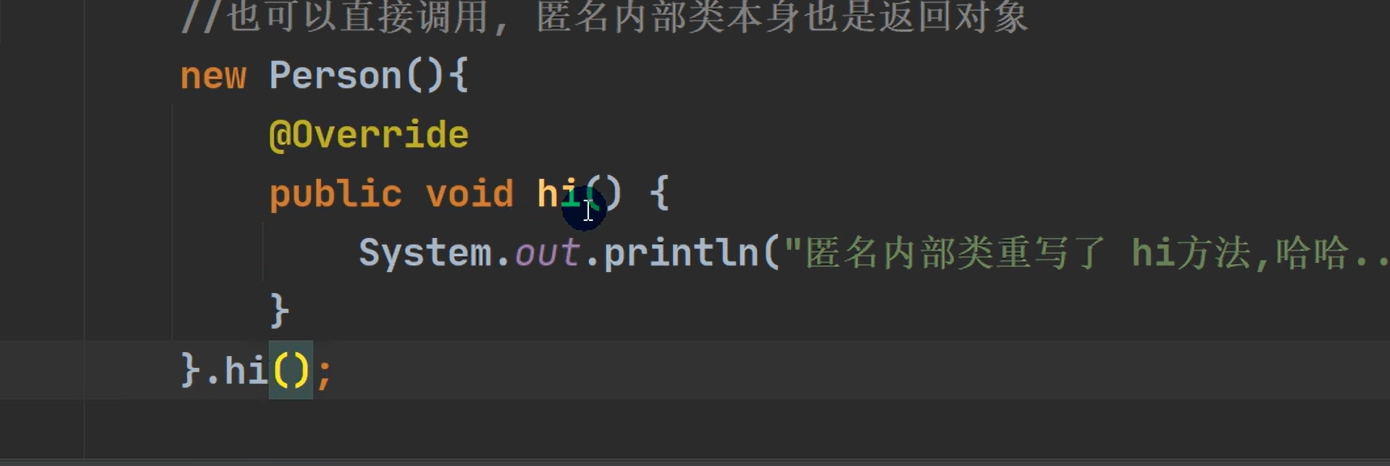 //也可以直接调用, 匿名内部类本身也是返回对象
new Person(){
@Override
public void hi() {
System.out.println("匿名内部类重写了 hi方法,哈哈..
}
}.hi();